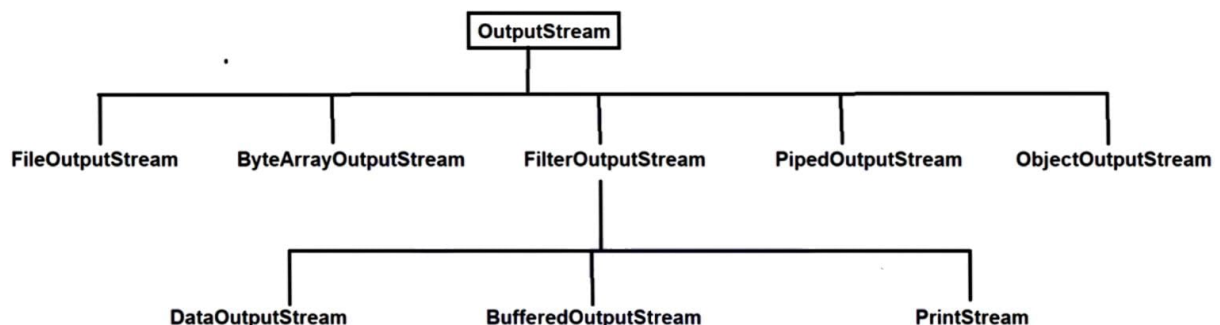 OutputStream
FileOutputStream ByteArrayOutputStream FilterOutputStream PipedOutputStream ObjectOutputStream
DataOutputStream BufferedOutputStream PrintStream